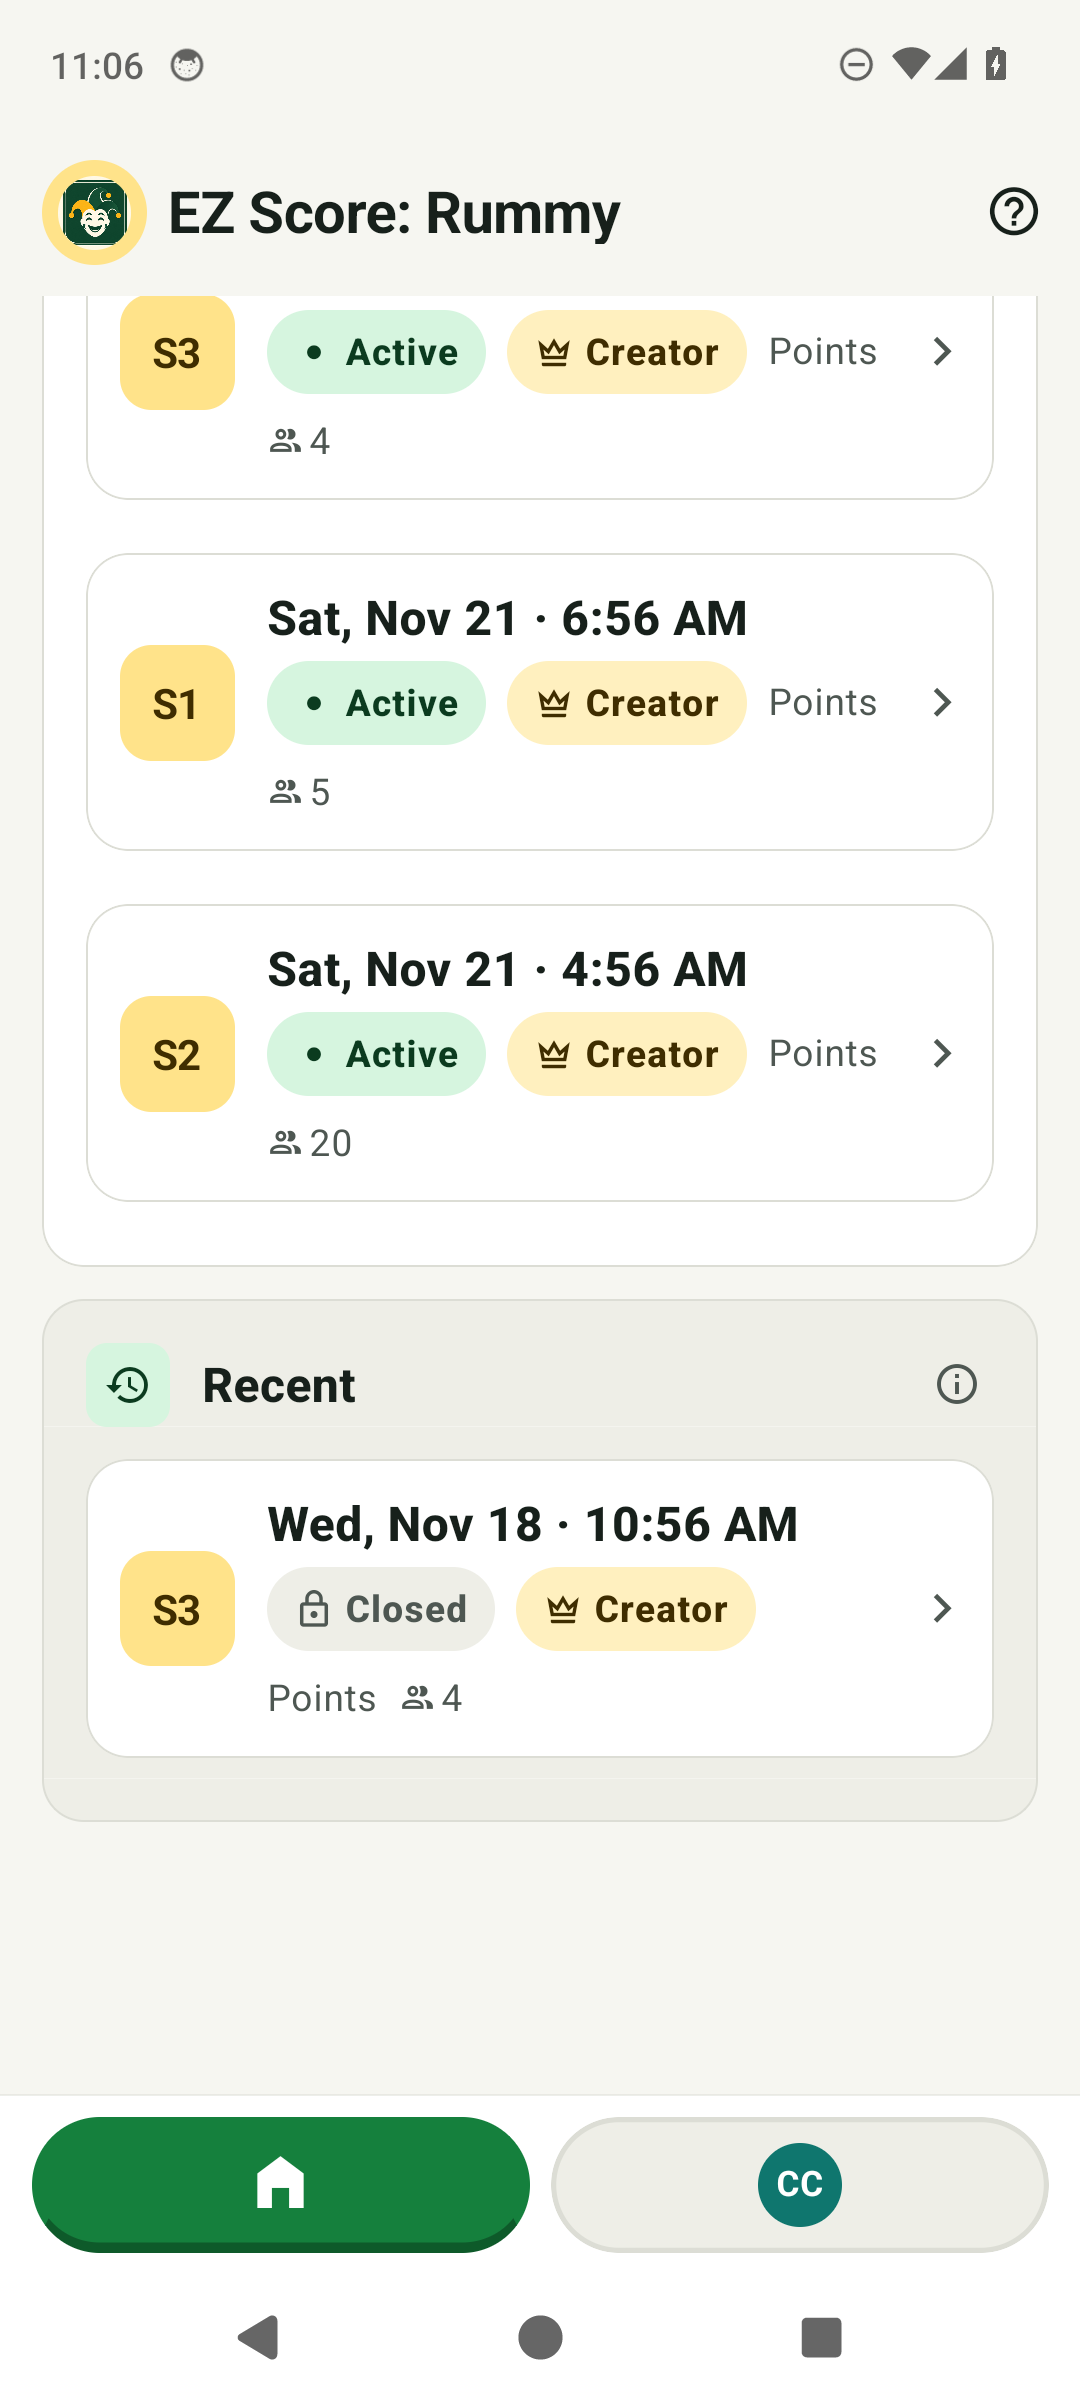 11:06
EZ Score: Rummy
S3
Active
Creator
Points
4
Sat, Nov 21 · 6:56 AM
S1
Active
Creator
Points
5
Sat, Nov 21 · 4:56 AM
S2
Active
Creator
Points
20
Recent
Wed, Nov 18 · 10:56 AM
S3
Closed
Creator
Points
4
CC